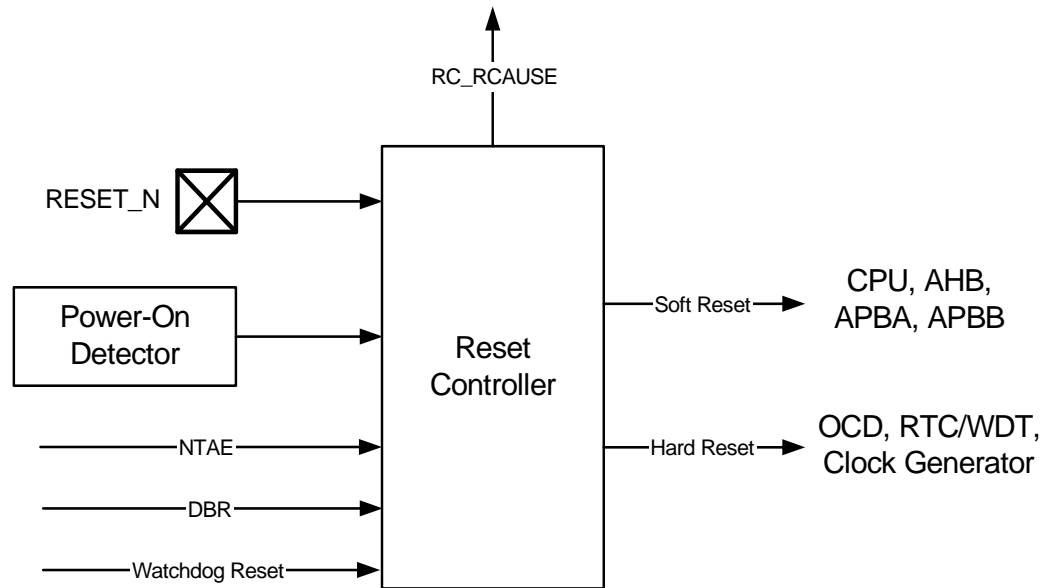 RC_RCAUSE
RESET_N
Power-On
Detector
Reset
Controller
Soft Reset
CPU, AHB,
APBA, APBB
NTAE
Hard Reset
OCD, RTC/WDT,
Clock Generator
DBR
Watchdog Reset